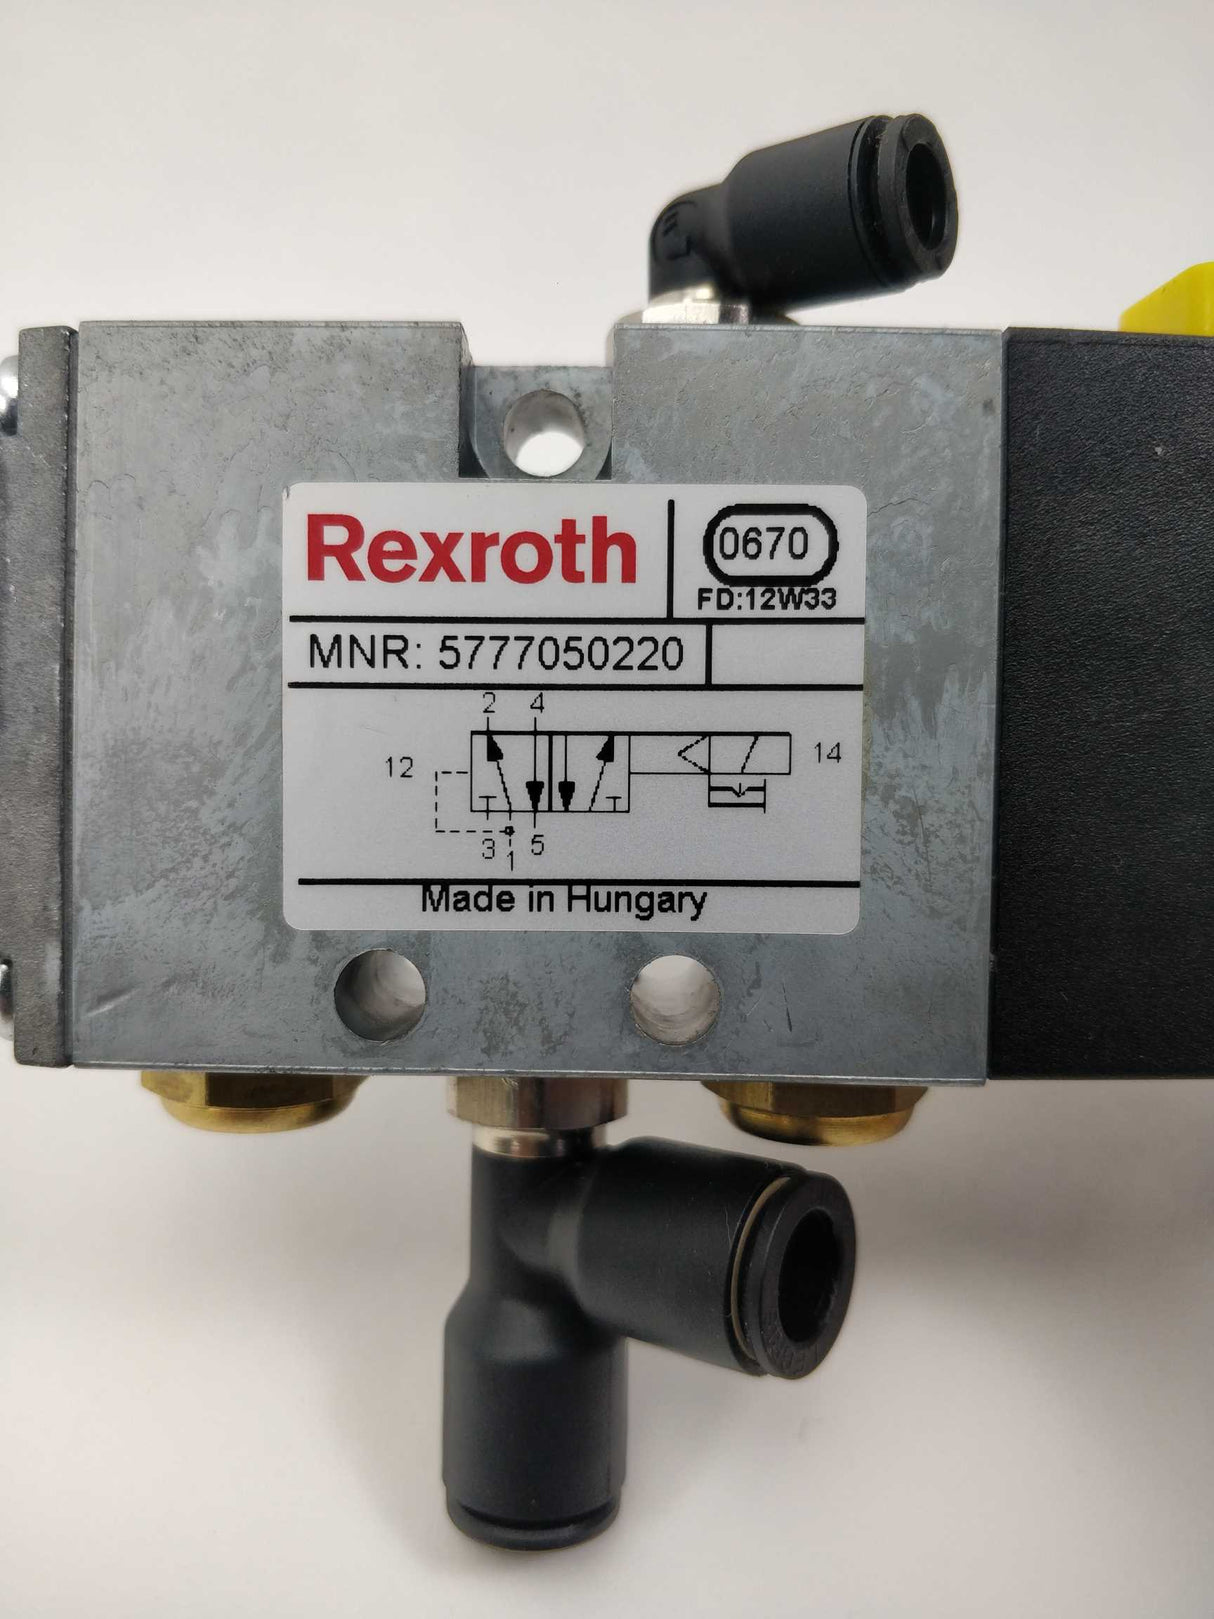 Rexroth
0670
FD:12W33
MNR: 5777050220
2 4
12
14
3 1 5
Made in Hungary